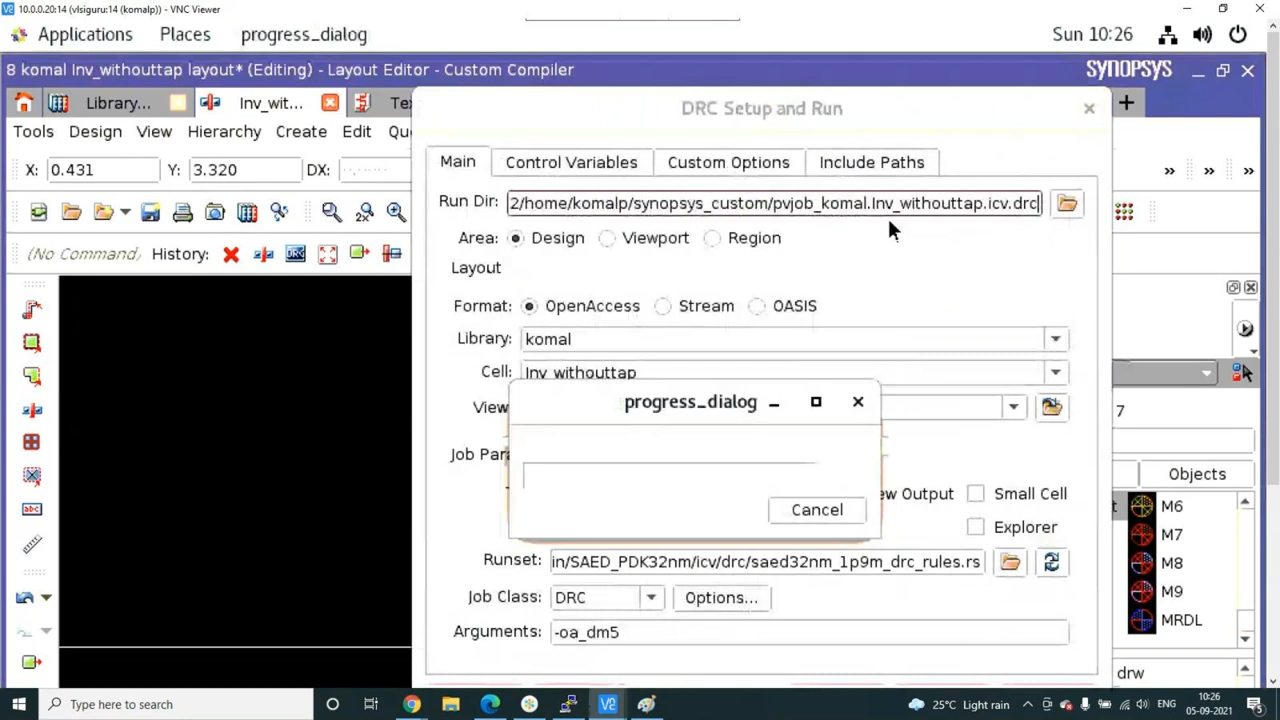 10.0.0.20:14 (vlsiguru:14 (komalp)) - VNC Viewer
Applications Places progress_dialog Sun 10:26
8 komal Inv_withouttap layout* (Editing) - Layout Editor - Custom Compiler SYNOPSYS
Library... Inv_wit...
DRC Setup and Run
Tools Design View Hierarchy Create Edit
Main Control Variables Custom Options Include Paths
X: 0.431 Y: 3.320 DX:
Run Dir: 2/home/komalp/synopsys_custom/pvjob_komal.Inv_withouttap.icv.drc
Area: Design Viewport Region
(No Command) History:
DRC
Layout
Format: OpenAccess Stream OASIS
Library: komal
Cell: Inv_withouttap
progress_dialog
7
Objects
Small Cell
Cancel
Explorer
M6
M7
M8
M9
MRDL
Runset: in/SAED_PDK32nm/icv/drc/saed32nm_1p9m_drc_rules.rs
Job Class: DRC Options...
Arguments: -oa_dm5
drw
Type here to search
25°C Light rain ENG 10:26
05-09-2021
5